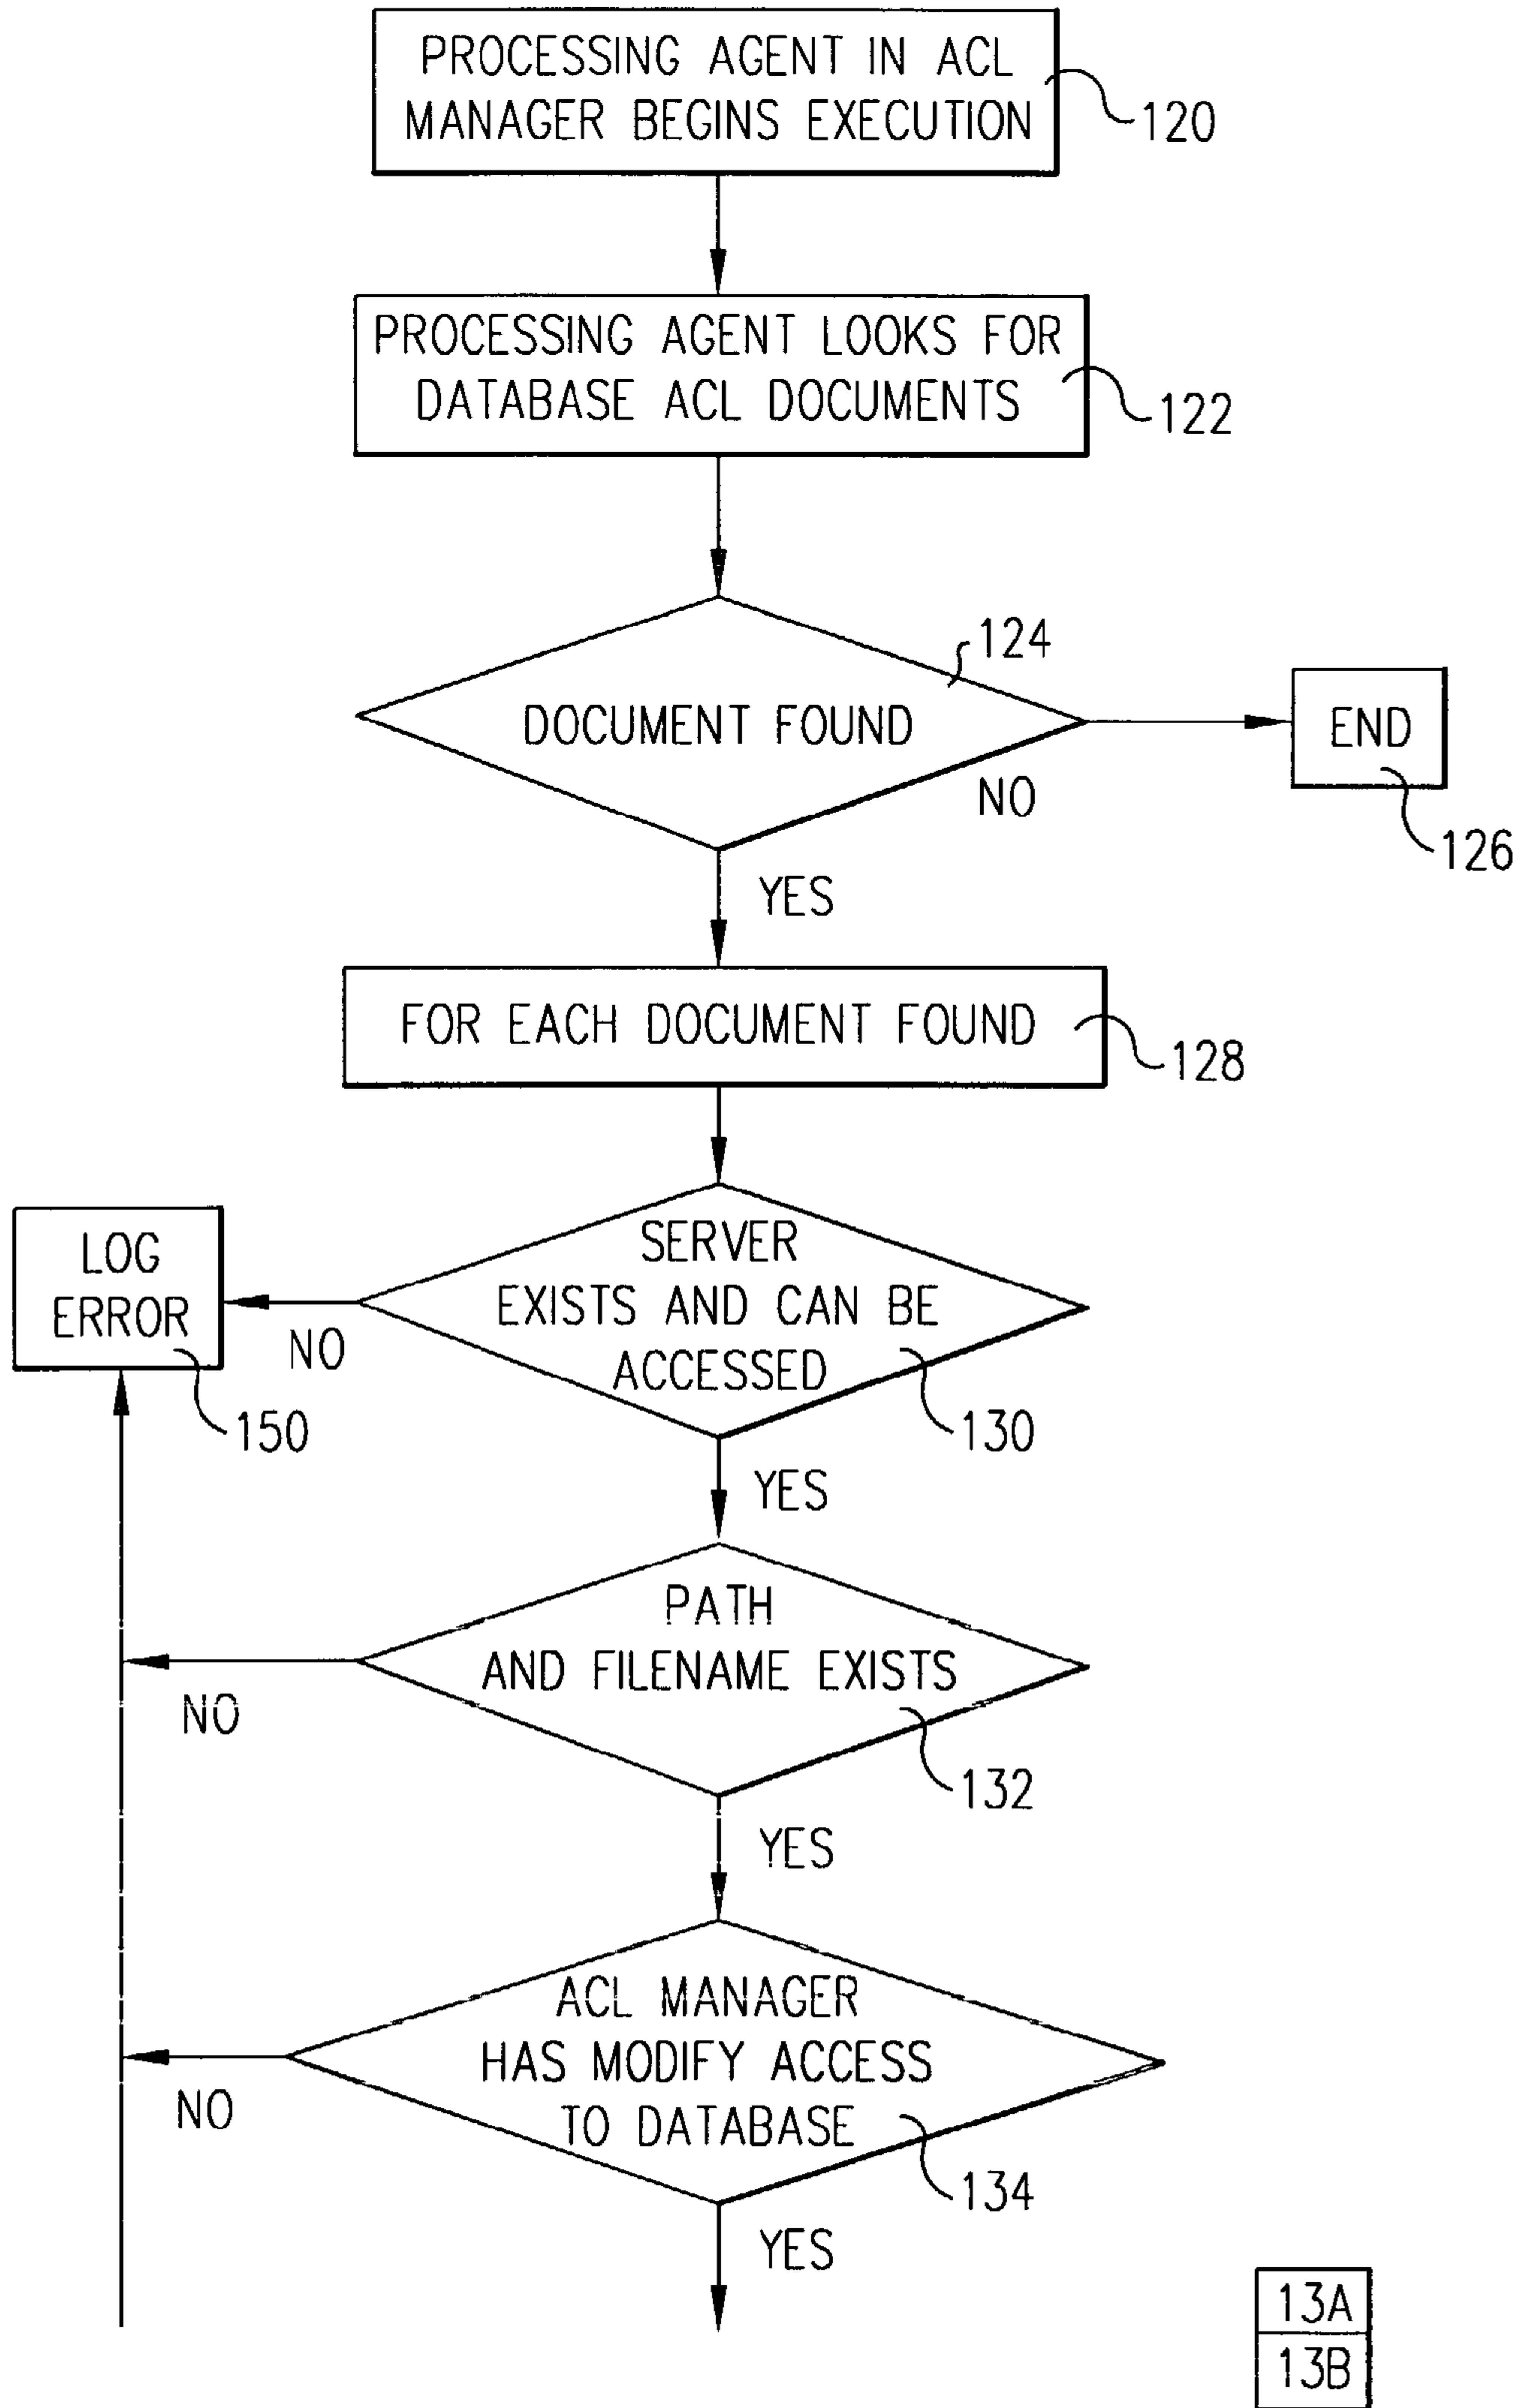 PROCESSING AGENT IN ACL
MANAGER BEGINS EXECUTION
120
PROCESSING AGENT LOOKS FOR
DATABASE ACL DOCUMENTS
122
124
DOCUMENT FOUND
END
NO
126
YES
FOR EACH DOCUMENT FOUND
128
SERVER
EXISTS AND CAN BE
ACCESSED
LOG
ERROR
NO
150
130
YES
PATH
AND FILENAME EXISTS
NO
132
YES
ACL MANAGER
HAS MODIFY ACCESS
TO DATABASE
NO
134
YES
13A
13B